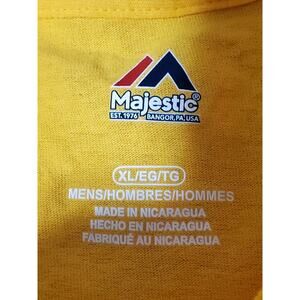 Majestic®
EST. 1976 BANGOR, PA, USA
XL/EG/TG
MENS/HOMBRES/HOMMES
MADE IN NICARAGUA
HECHO EN NICARAGUA
FABRIQUÉ AU NICARAGUA